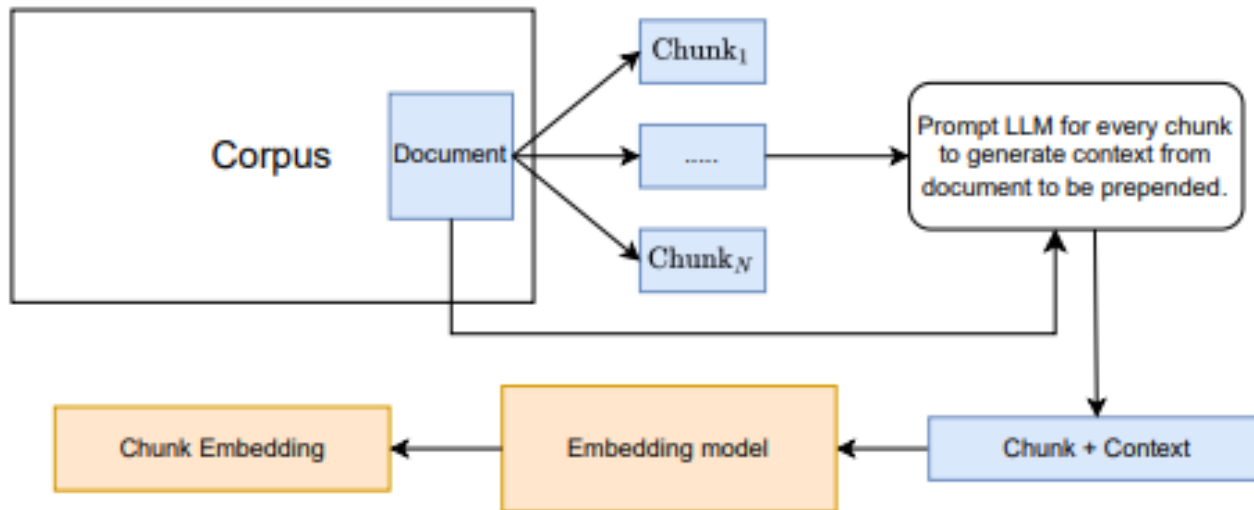 Chunk₁
Corpus
Document
.....
Prompt LLM for every chunk
to generate context from
document to be prepended.
Chunk_N
Chunk Embedding
Embedding model
Chunk + Context